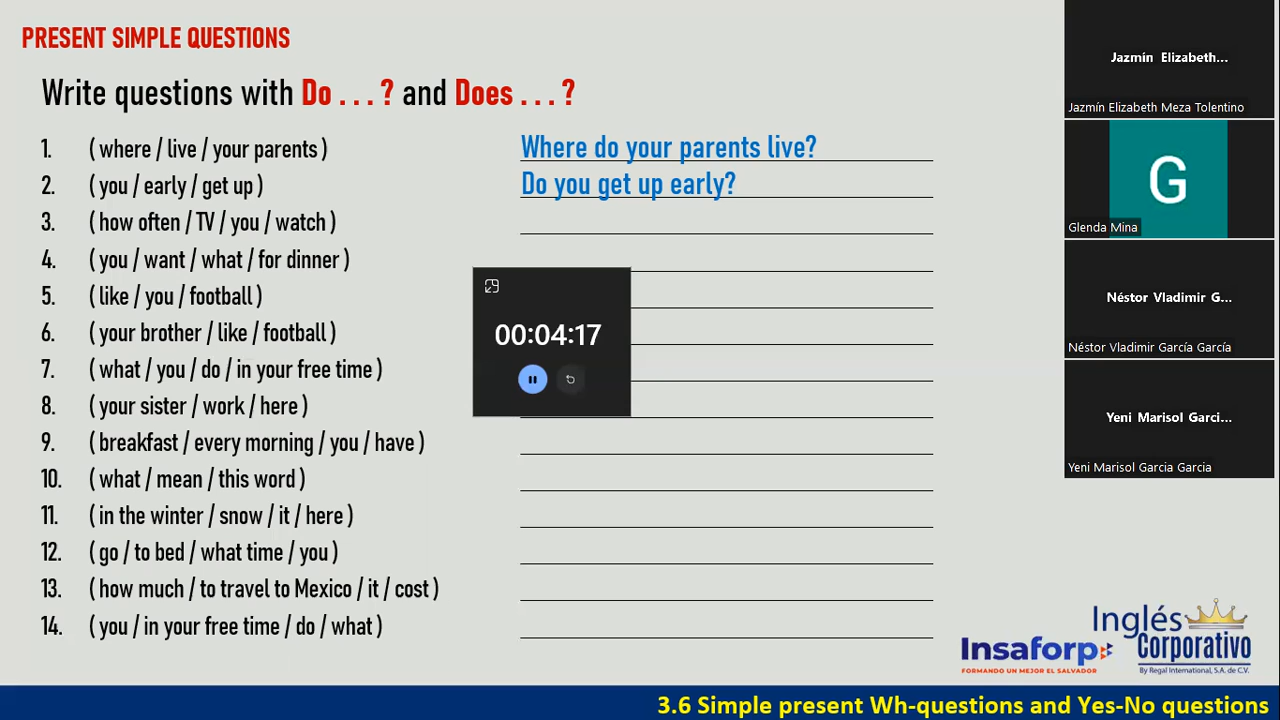 PRESENT SIMPLE QUESTIONS
Write questions with Do . . . ? and Does . . . ?
1. ( where / live / your parents ) Where do your parents live?
2. ( you / early / get up ) Do you get up early?
3. ( how often / TV / you / watch )
4. ( you / want / what / for dinner )
5. ( like / you / football )
6. ( your brother / like / football )
7. ( what / you / do / in your free time )
8. ( your sister / work / here )
9. ( breakfast / every morning / you / have )
10. ( what / mean / this word )
11. ( in the winter / snow / it / here )
12. ( go / to bed / what time / you )
13. ( how much / to travel to Mexico / it / cost )
14. ( you / in your free time / do / what )
00:04:17
Jazmín Elizabeth...
Jazmín Elizabeth Meza Tolentino
G
Glenda Mina
Néstor Vladimir G...
Néstor Vladimir García García
Yeni Marisol Garci...
Yeni Marisol Garcia Garcia
Insaforp
FORMANDO UN MEJOR EL SALVADOR
Inglés
Corporativo
By Regal International, S.A. de C.V.
3.6 Simple present Wh-questions and Yes-No questions